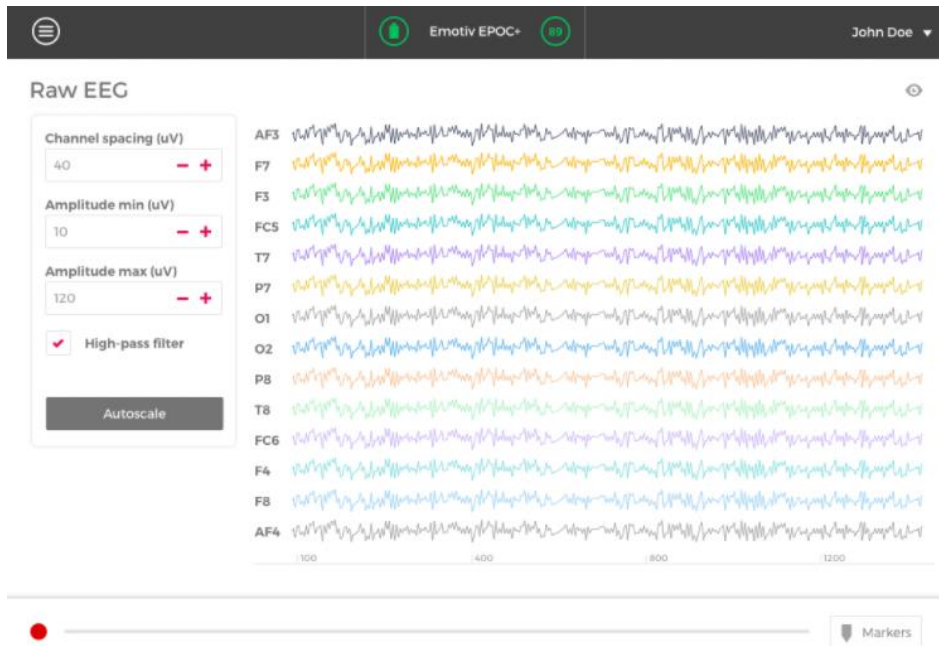 Emotiv EPOC+
89
John Doe
Raw EEG
Channel spacing (uV)
40
Amplitude min (uV)
10
Amplitude max (uV)
120
High-pass filter
Autoscale
AF3
F7
F3
FC5
T7
P7
O1
O2
P8
T8
FC6
F4
F8
AF4
100 400 800 1200
Markers